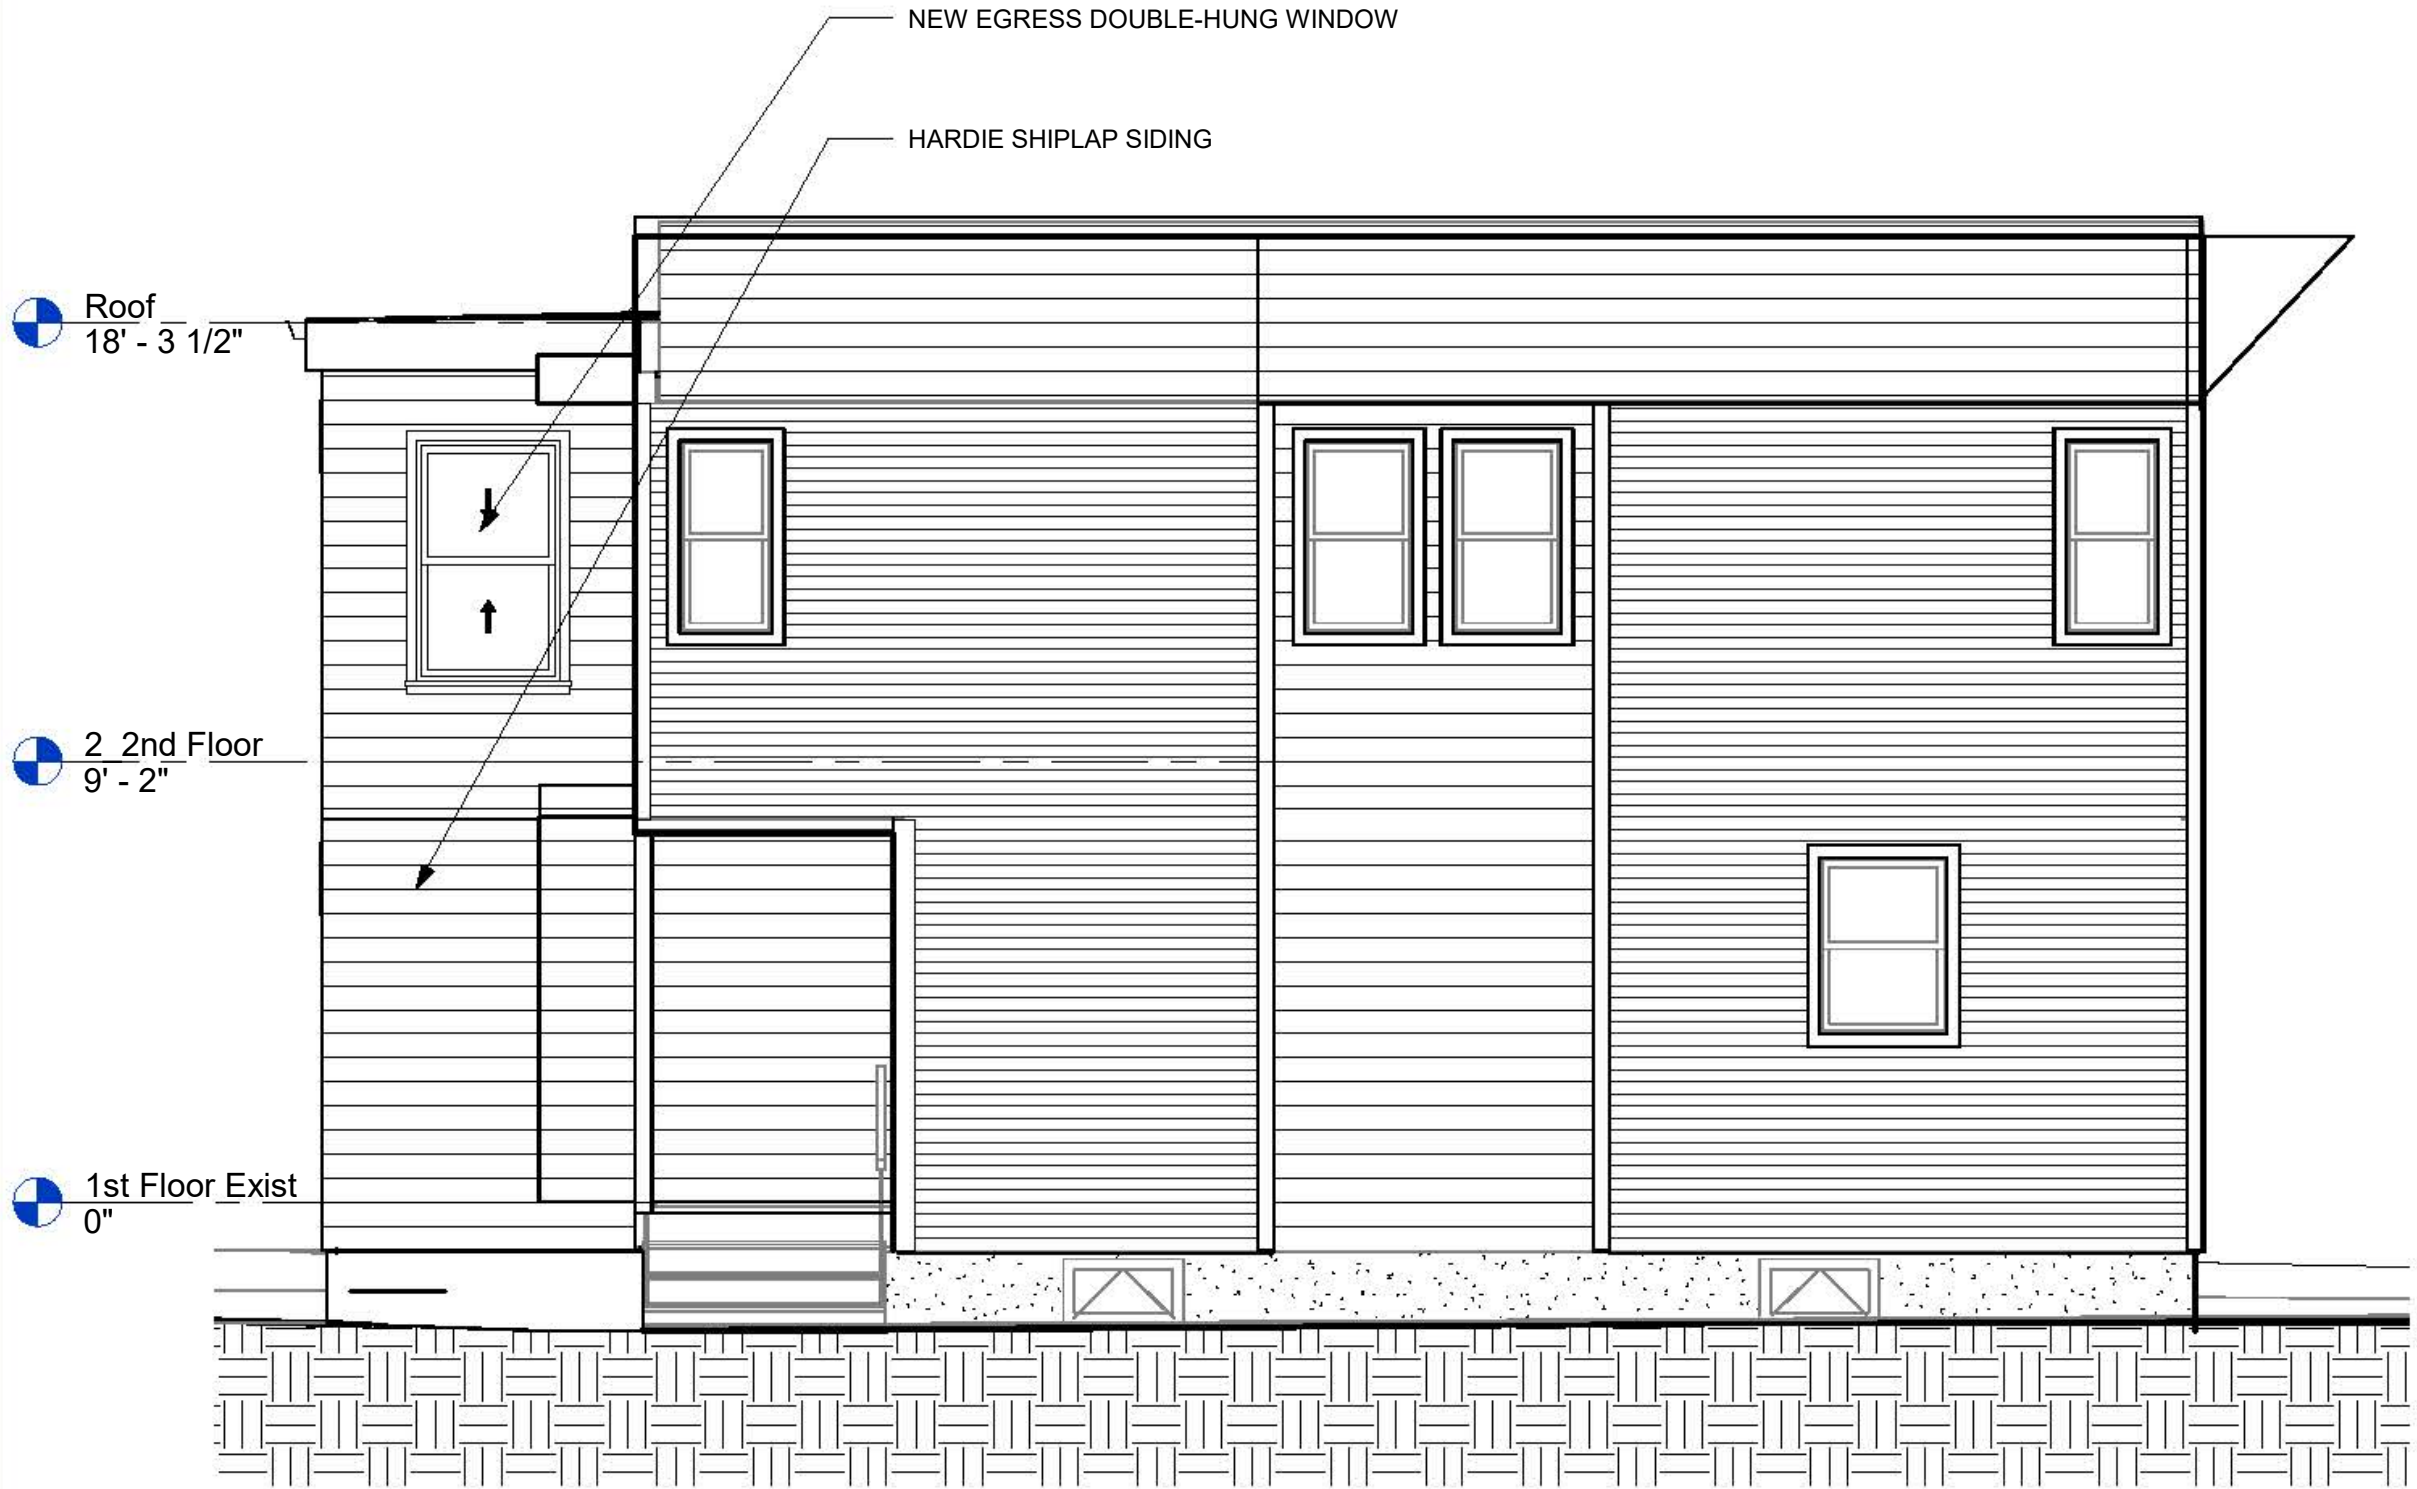 NEW EGRESS DOUBLE-HUNG WINDOW
HARDIE SHIPLAP SIDING
Roof
18' - 3 1/2"
2_2nd Floor
9' - 2"
1st Floor Exist
0"